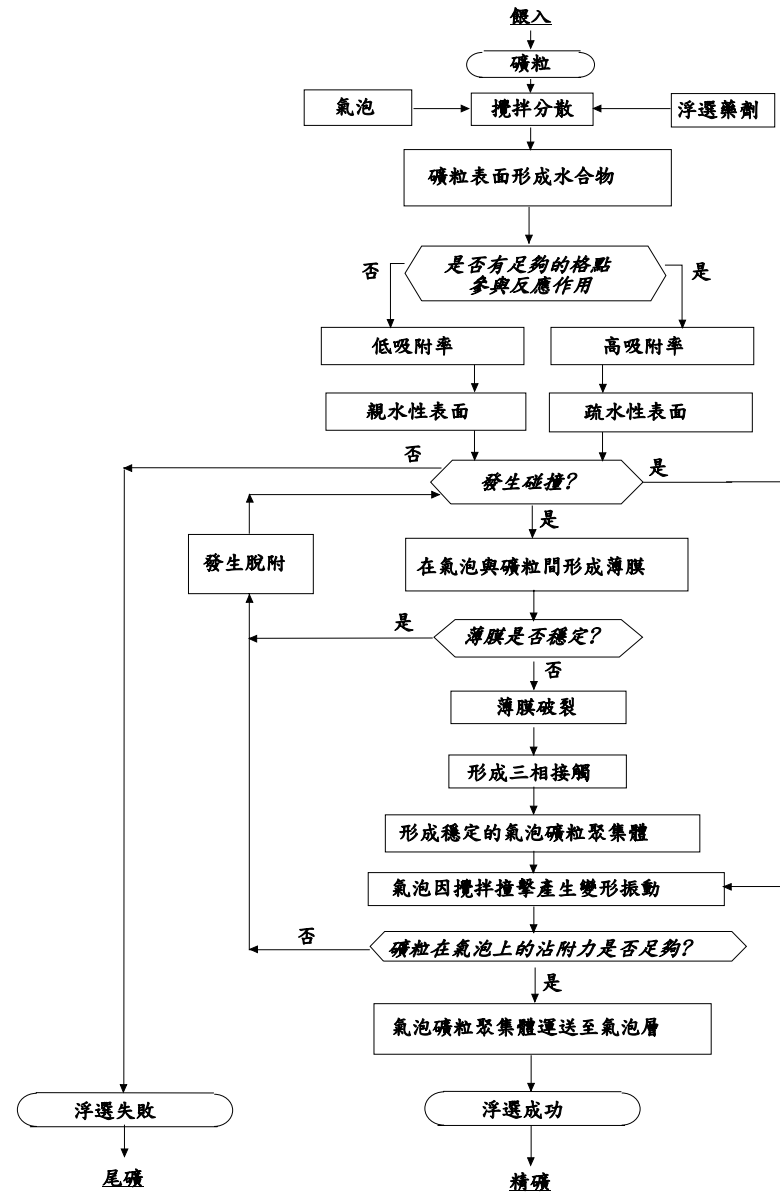 餵入
礦粒
氣泡
攪拌分散
浮選藥劑
礦粒表面形成水合物
是否有足夠的格點
參與反應作用
否
是
低吸附率
高吸附率
親水性表面
疏水性表面
否
發生碰撞?
是
是
發生脫附
在氣泡與礦粒間形成薄膜
是
薄膜是否穩定?
否
薄膜破裂
形成三相接觸
形成穩定的氣泡礦粒聚集體
氣泡因攪拌撞擊產生變形振動
否
礦粒在氣泡上的沾附力是否足夠?
是
氣泡礦粒聚集體運送至氣泡層
浮選失敗
浮選成功
尾礦
精礦